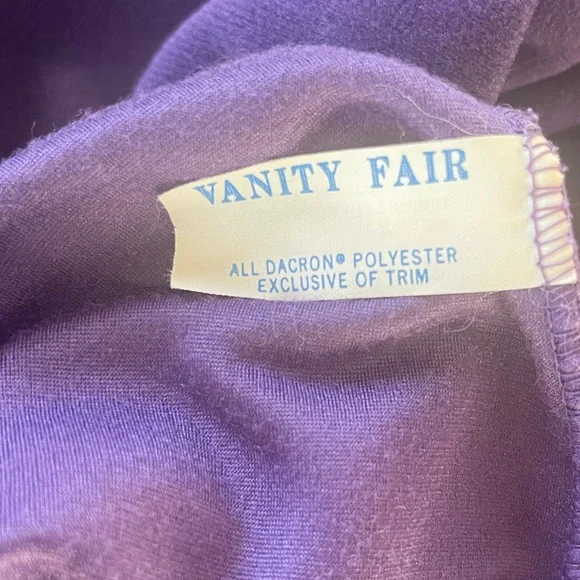 VANITY FAIR
ALL DACRON® POLYESTER
EXCLUSIVE OF TRIM